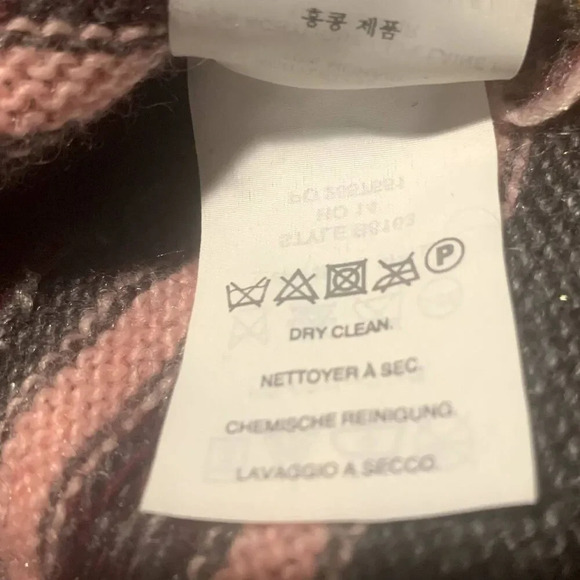 홍콩 제품
P
DRY CLEAN.
NETTOYER À SEC.
CHEMISCHE REINIGUNG.
LAVAGGIO A SECCO.